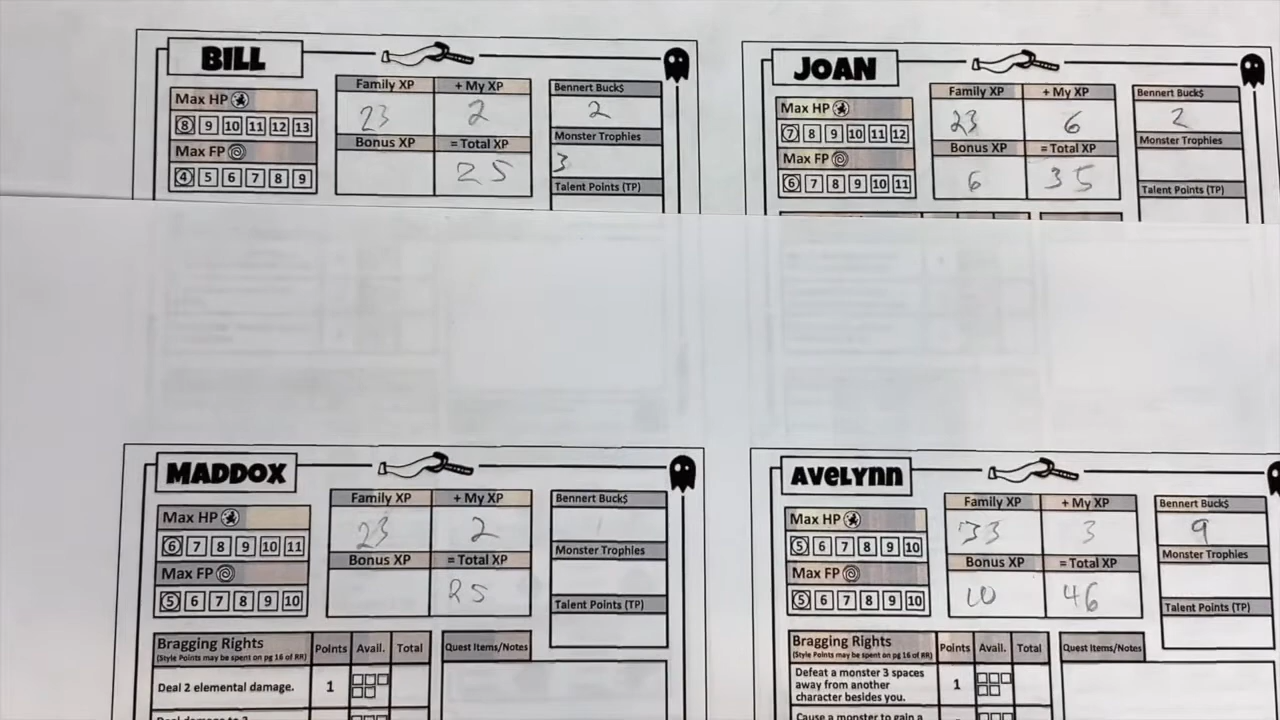 BILL
Max HP
8 9 10 11 12 13
Max FP
4 5 6 7 8 9
Family XP + My XP
23 2
Bonus XP = Total XP
25
Bennert Buck$
2
Monster Trophies
3
Talent Points (TP)
JOAN
Max HP
7 8 9 10 11 12
Max FP
6 7 8 9 10 11
Family XP + My XP
23 6
Bonus XP = Total XP
6 35
Bennert Buck$
2
Monster Trophies
Talent Points (TP)
MADDOX
Max HP
6 7 8 9 10 11
Max FP
5 6 7 8 9 10
Family XP + My XP
23 2
Bonus XP = Total XP
25
Bennert Buck$
1
Monster Trophies
Talent Points (TP)
Bragging Rights Points Avail. Total
(Style Points may be spent on pg 16 of RR)
Deal 2 elemental damage. 1
Deal damage to 3
Quest Items/Notes
AVELYNN
Max HP
5 6 7 8 9 10
Max FP
5 6 7 8 9 10
Family XP + My XP
33 3
Bonus XP = Total XP
10 46
Bennert Buck$
9
Monster Trophies
Talent Points (TP)
Bragging Rights Points Avail. Total
(Style Points may be spent on pg 16 of RR)
Defeat a monster 3 spaces
away from another 1
character besides you.
Cause a monster to gain a
Quest Items/Notes